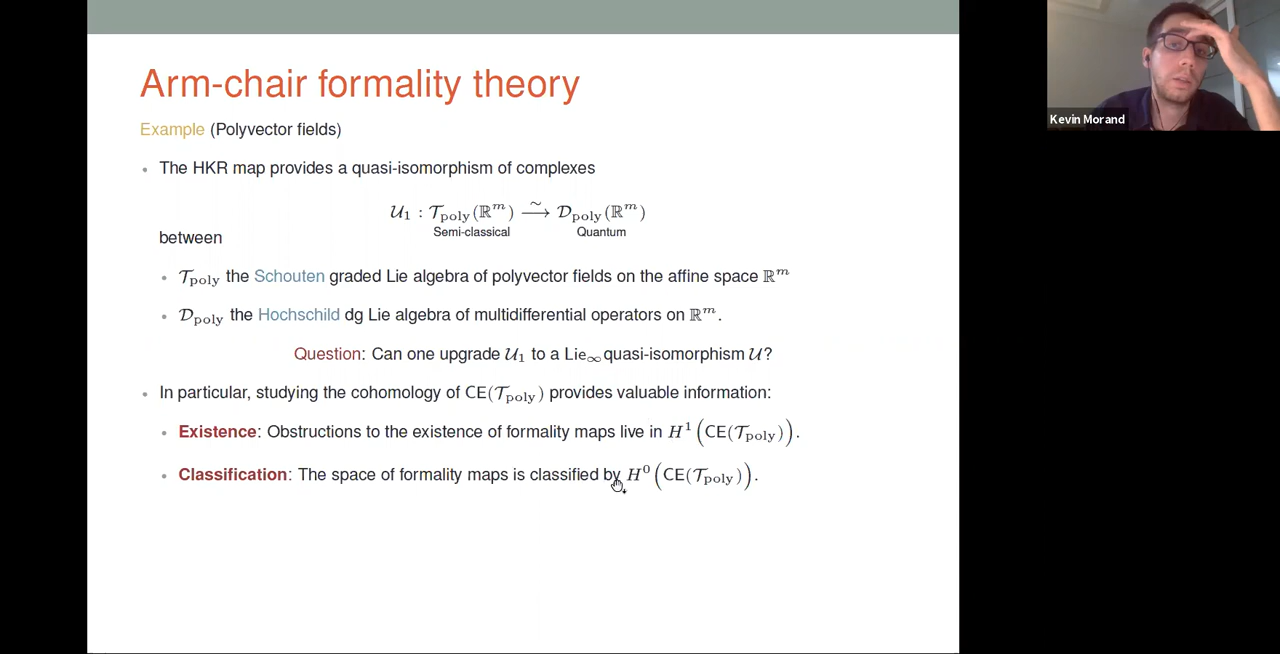 Arm-chair formality theory
Example (Polyvector fields)
• The HKR map provides a quasi-isomorphism of complexes
𝒰₁ : 𝒯poly(ℝᵐ) ⟶̃ 𝒟poly(ℝᵐ)
Semi-classical Quantum
between
• 𝒯poly the Schouten graded Lie algebra of polyvector fields on the affine space ℝᵐ
• 𝒟poly the Hochschild dg Lie algebra of multidifferential operators on ℝᵐ.
Question: Can one upgrade 𝒰₁ to a Lie∞ quasi-isomorphism 𝒰?
• In particular, studying the cohomology of CE(𝒯poly) provides valuable information:
• Existence: Obstructions to the existence of formality maps live in H¹(CE(𝒯poly)).
• Classification: The space of formality maps is classified by H⁰(CE(𝒯poly)).
Kevin Morand